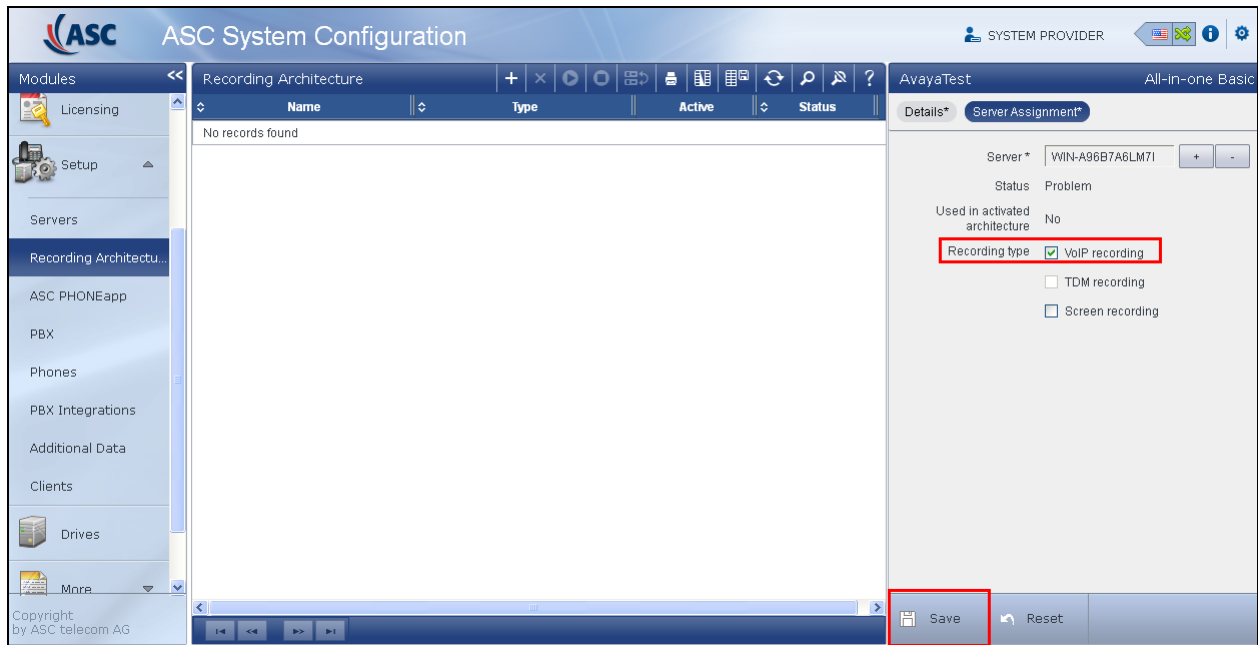 ASC ASC System Configuration SYSTEM PROVIDER
Modules <<
Licensing
Setup
Servers
Recording Architectu...
ASC PHONEapp
PBX
Phones
PBX Integrations
Additional Data
Clients
Drives
More
Copyright
by ASC telecom AG
Recording Architecture ?
Name Type Active Status
No records found
AvayaTest All-in-one Basic
Details* Server Assignment*
Server* WIN-A96B7A6LM7I + -
Status Problem
Used in activated
architecture No
Recording type VoIP recording
TDM recording
Screen recording
Save Reset